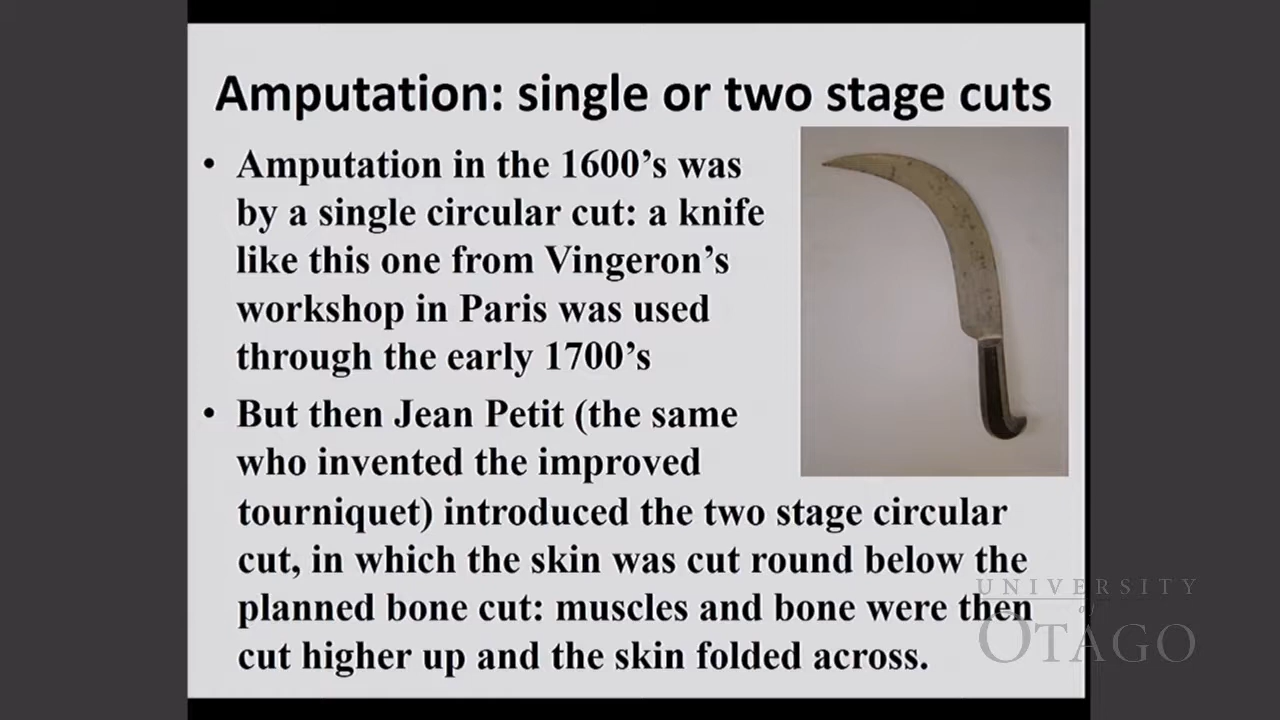 Amputation: single or two stage cuts
• Amputation in the 1600's was
by a single circular cut: a knife
like this one from Vingeron's
workshop in Paris was used
through the early 1700's
• But then Jean Petit (the same
who invented the improved
tourniquet) introduced the two stage circular
cut, in which the skin was cut round below the
planned bone cut: muscles and bone were then
cut higher up and the skin folded across.
UNIVERSITY
of
OTAGO